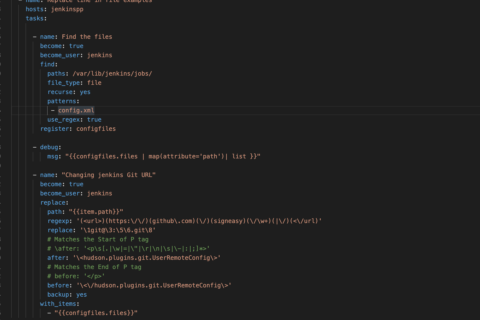 - name: Replace line in file examples
hosts: jenkinspp
tasks:
- name: Find the files
become: true
become_user: jenkins
find:
paths: /var/lib/jenkins/jobs/
file_type: file
recurse: yes
patterns:
- config.xml
use_regex: true
register: configfiles
- debug:
msg: "{{configfiles.files | map(attribute='path')| list }}"
- name: "Changing jenkins Git URL"
become: true
become_user: jenkins
replace:
path: "{{item.path}}"
regexp: '(<url>)(https:\/\/)(github\.com)(\/)(signeasy)(\/\w+)(|\/)(<\/url)'
replace: '\1git@\3:\5\6.git\8'
# Matches the Start of P tag
# \after:
after: '\<hudson.plugins.git.UserRemoteConfig\>'
# Matches the End of P tag
# before: '</p>'
before: '\<\/hudson.plugins.git.UserRemoteConfig\>'
backup: yes
with_items:
- "{{configfiles.files}}"